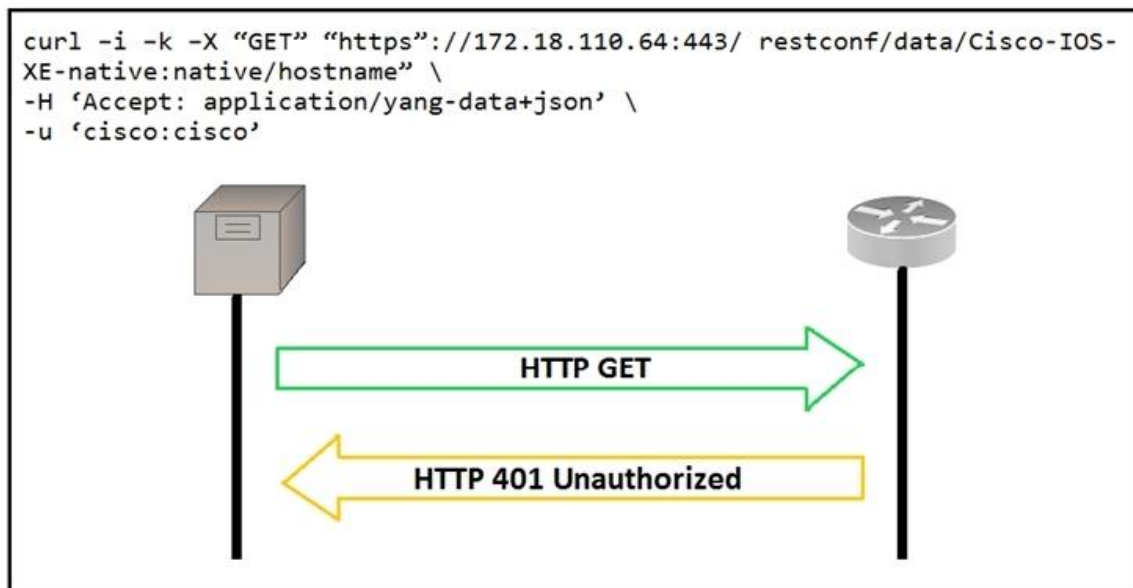 curl –i –k –X “GET” “https”://172.18.110.64:443/ restconf/data/Cisco-IOS-
XE-native:native/hostname” \
-H ‘Accept: application/yang-data+json’ \
-u ‘cisco:cisco’
HTTP GET
HTTP 401 Unauthorized